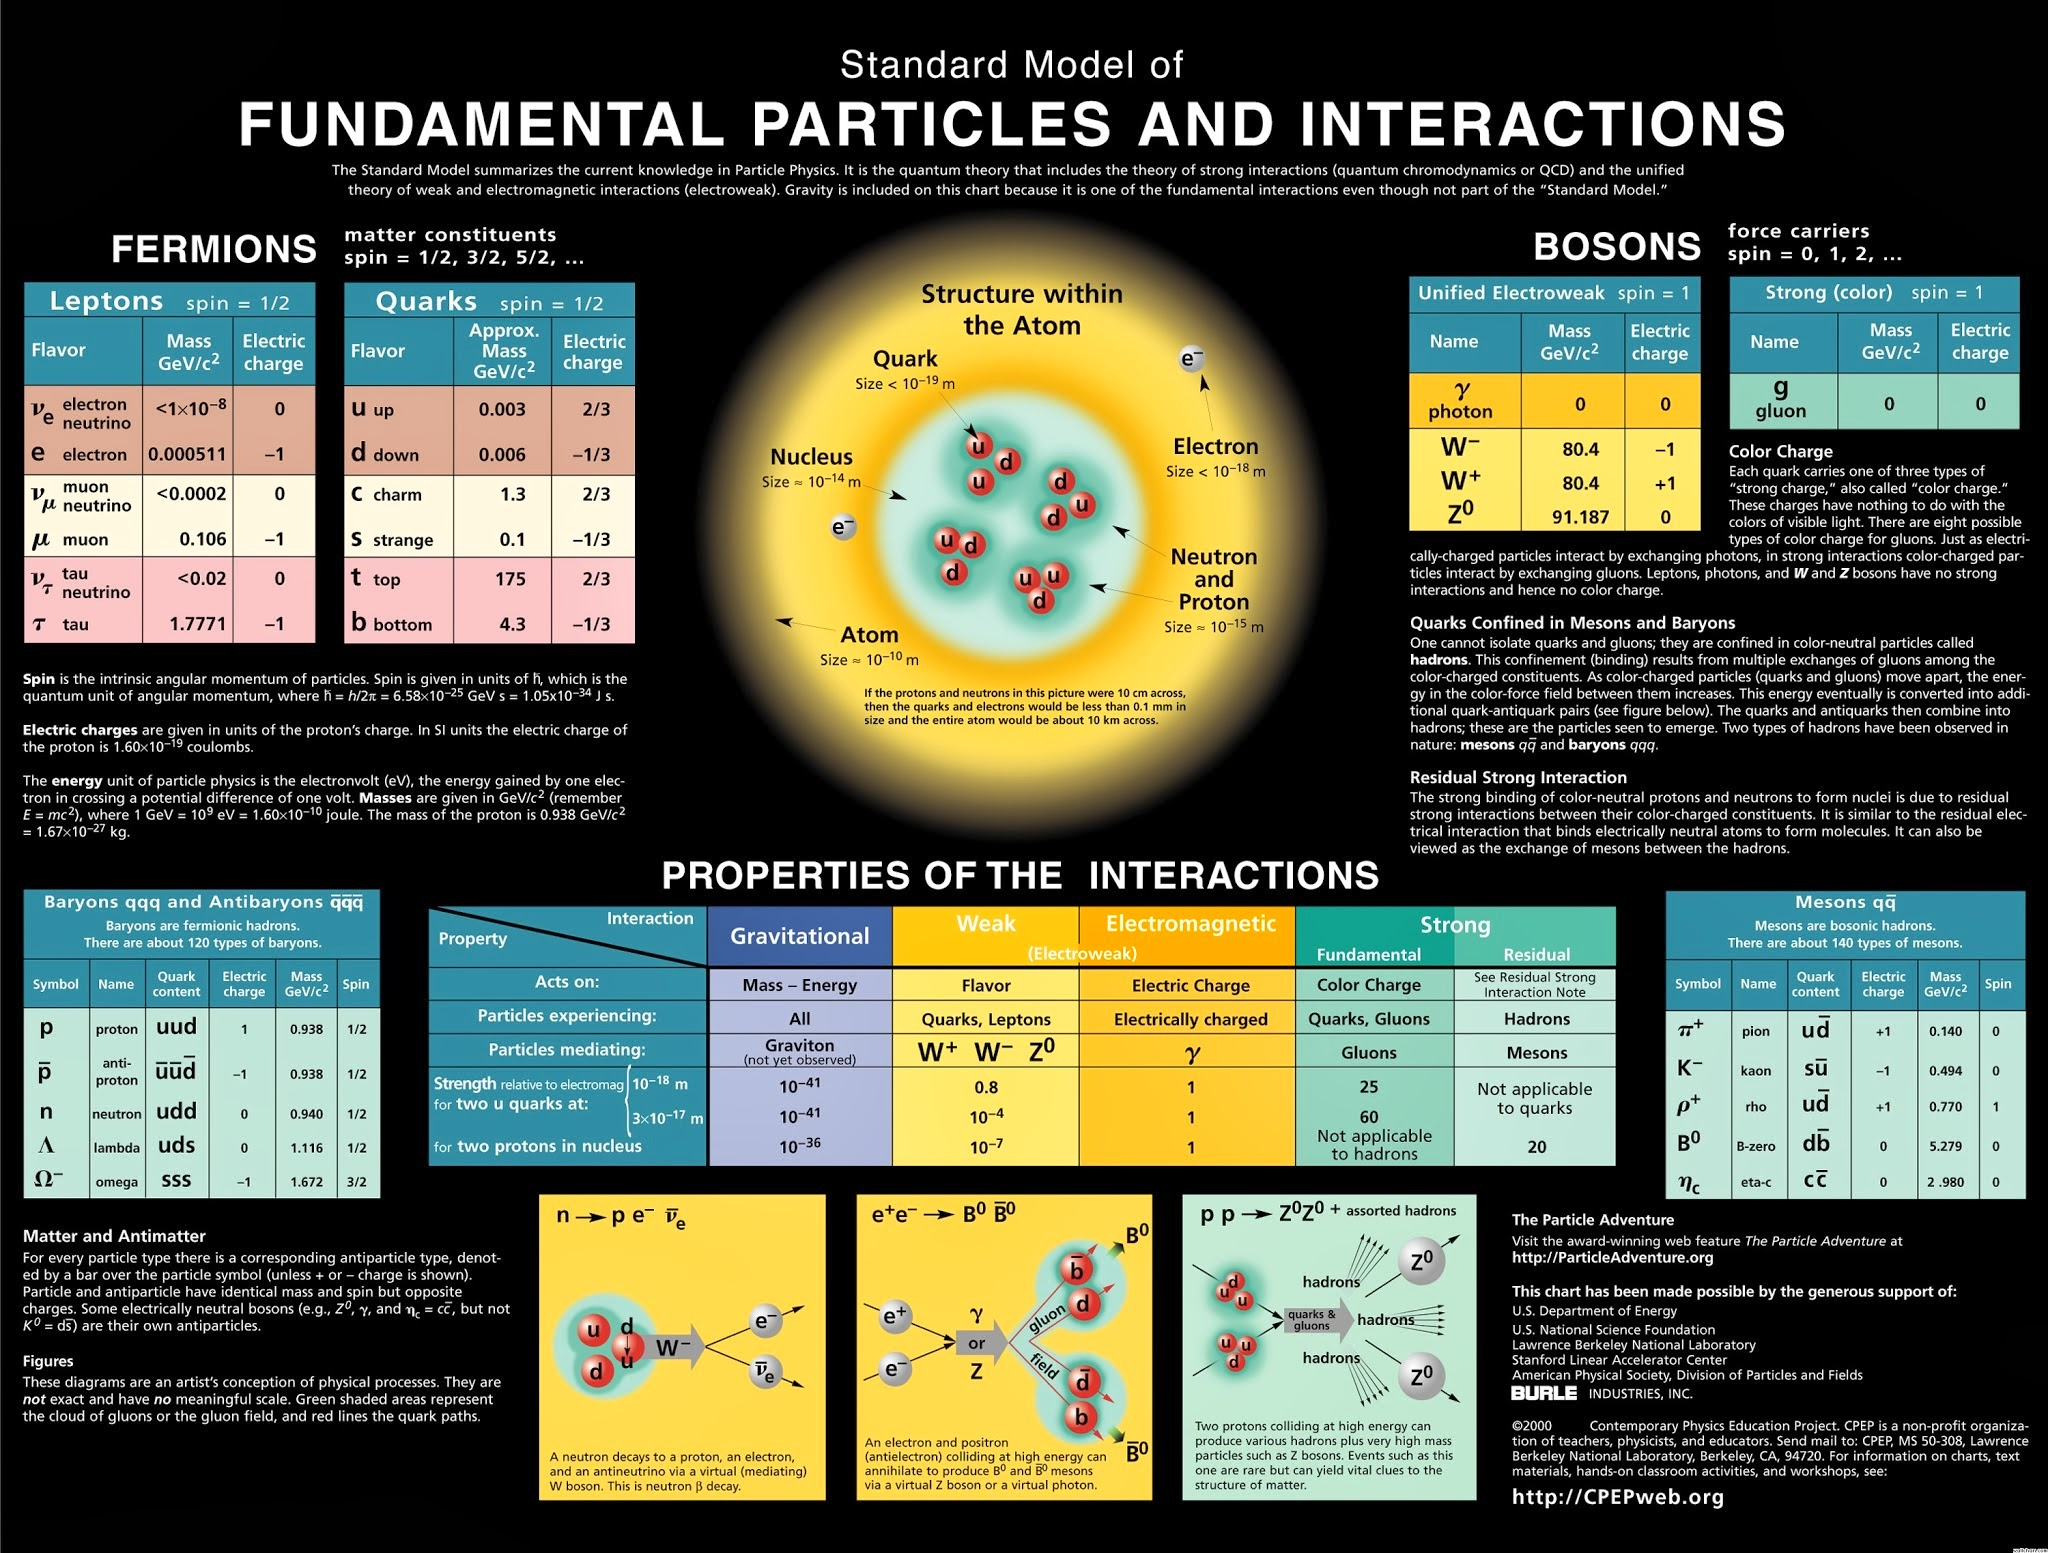 Standard Model of
FUNDAMENTAL PARTICLES AND INTERACTIONS
The Standard Model summarizes the current knowledge in Particle Physics. It is the quantum theory that includes the theory of strong interactions (quantum chromodynamics or QCD) and the unified
theory of weak and electromagnetic interactions (electroweak). Gravity is included on this chart because it is one of the fundamental interactions even though not part of the “Standard Model.”
FERMIONS
matter constituents
spin = 1/2, 3/2, 5/2, ...
Leptons spin = 1/2
Flavor Mass GeV/c² Electric charge
νe electron neutrino <1×10⁻⁸ 0
e electron 0.000511 –1
νμ muon neutrino <0.0002 0
μ muon 0.106 –1
ντ tau neutrino <0.02 0
τ tau 1.7771 –1
Quarks spin = 1/2
Flavor Approx. Mass GeV/c² Electric charge
u up 0.003 2/3
d down 0.006 –1/3
c charm 1.3 2/3
s strange 0.1 –1/3
t top 175 2/3
b bottom 4.3 –1/3
Spin is the intrinsic angular momentum of particles. Spin is given in units of ħ, which is the
quantum unit of angular momentum, where ħ = h/2π = 6.58×10⁻²⁵ GeV s = 1.05x10⁻³⁴ J s.
Electric charges are given in units of the proton’s charge. In SI units the electric charge of
the proton is 1.60×10⁻¹⁹ coulombs.
The energy unit of particle physics is the electronvolt (eV), the energy gained by one elec-
tron in crossing a potential difference of one volt. Masses are given in GeV/c² (remember
E = mc²), where 1 GeV = 10⁹ eV = 1.60×10⁻¹⁰ joule. The mass of the proton is 0.938 GeV/c²
= 1.67×10⁻²⁷ kg.
Structure within
the Atom
Quark
Size < 10⁻¹⁹ m
e⁻
Electron
Size < 10⁻¹⁸ m
Nucleus
Size ≈ 10⁻¹⁴ m
e⁻
u d u
d u d
u d d
u u d
Neutron
and
Proton
Size ≈ 10⁻¹⁵ m
Atom
Size ≈ 10⁻¹⁰ m
If the protons and neutrons in this picture were 10 cm across,
then the quarks and electrons would be less than 0.1 mm in
size and the entire atom would be about 10 km across.
BOSONS
force carriers
spin = 0, 1, 2, ...
Unified Electroweak spin = 1
Name Mass GeV/c² Electric charge
γ photon 0 0
W⁻ 80.4 –1
W⁺ 80.4 +1
Z⁰ 91.187 0
Strong (color) spin = 1
Name Mass GeV/c² Electric charge
g gluon 0 0
Color Charge
Each quark carries one of three types of
“strong charge,” also called “color charge.”
These charges have nothing to do with the
colors of visible light. There are eight possible
types of color charge for gluons. Just as electri-
cally-charged particles interact by exchanging photons, in strong interactions color-charged par-
ticles interact by exchanging gluons. Leptons, photons, and W and Z bosons have no strong
interactions and hence no color charge.
Quarks Confined in Mesons and Baryons
One cannot isolate quarks and gluons; they are confined in color-neutral particles called
hadrons. This confinement (binding) results from multiple exchanges of gluons among the
color-charged constituents. As color-charged particles (quarks and gluons) move apart, the ener-
gy in the color-force field between them increases. This energy eventually is converted into addi-
tional quark-antiquark pairs (see figure below). The quarks and antiquarks then combine into
hadrons; these are the particles seen to emerge. Two types of hadrons have been observed in
nature: mesons qq̅ and baryons qqq.
Residual Strong Interaction
The strong binding of color-neutral protons and neutrons to form nuclei is due to residual
strong interactions between their color-charged constituents. It is similar to the residual elec-
trical interaction that binds electrically neutral atoms to form molecules. It can also be
viewed as the exchange of mesons between the hadrons.
PROPERTIES OF THE INTERACTIONS
Baryons qqq and Antibaryons q̅q̅q̅
Baryons are fermionic hadrons.
There are about 120 types of baryons.
Symbol Name Quark content Electric charge Mass GeV/c² Spin
p proton uud 1 0.938 1/2
p̅ anti-proton u̅u̅d̅ –1 0.938 1/2
n neutron udd 0 0.940 1/2
Λ lambda uds 0 1.116 1/2
Ω⁻ omega sss –1 1.672 3/2
Property Interaction Gravitational Weak Electromagnetic Strong
(Electroweak) Fundamental Residual
Acts on: Mass – Energy Flavor Electric Charge Color Charge See Residual Strong Interaction Note
Particles experiencing: All Quarks, Leptons Electrically charged Quarks, Gluons Hadrons
Particles mediating: Graviton (not yet observed) W⁺ W⁻ Z⁰ γ Gluons Mesons
Strength relative to electromag 10⁻¹⁸ m 10⁻⁴¹ 0.8 1 25 Not applicable to quarks
for two u quarks at: 3×10⁻¹⁷ m 10⁻⁴¹ 10⁻⁴ 1 60
for two protons in nucleus 10⁻³⁶ 10⁻⁷ 1 Not applicable to hadrons 20
Mesons qq̅
Mesons are bosonic hadrons.
There are about 140 types of mesons.
Symbol Name Quark content Electric charge Mass GeV/c² Spin
π⁺ pion ud̅ +1 0.140 0
K⁻ kaon su̅ –1 0.494 0
ρ⁺ rho ud̅ +1 0.770 1
B⁰ B-zero db̅ 0 5.279 0
ηc eta-c cc̅ 0 2 .980 0
Matter and Antimatter
For every particle type there is a corresponding antiparticle type, denot-
ed by a bar over the particle symbol (unless + or – charge is shown).
Particle and antiparticle have identical mass and spin but opposite
charges. Some electrically neutral bosons (e.g., Z⁰, γ, and ηc = cc̅, but not
K⁰ = ds̅) are their own antiparticles.
Figures
These diagrams are an artist’s conception of physical processes. They are
not exact and have no meaningful scale. Green shaded areas represent
the cloud of gluons or the gluon field, and red lines the quark paths.
n → p e⁻ ν̅e
u d
d u
W⁻
e⁻
ν̅e
A neutron decays to a proton, an electron,
and an antineutrino via a virtual (mediating)
W boson. This is neutron β decay.
e⁺e⁻ → B⁰ B̅⁰
e⁺
e⁻
γ
or
Z
gluon
field
b̅
d
d̅
b
B⁰
B̅⁰
An electron and positron
(antielectron) colliding at high energy can
annihilate to produce B⁰ and B̅⁰ mesons
via a virtual Z boson or a virtual photon.
p p → Z⁰Z⁰ + assorted hadrons
d u u
u u d
quarks &
gluons
hadrons
hadrons
hadrons
Z⁰
Z⁰
Two protons colliding at high energy can
produce various hadrons plus very high mass
particles such as Z bosons. Events such as this
one are rare but can yield vital clues to the
structure of matter.
The Particle Adventure
Visit the award-winning web feature The Particle Adventure at
http://ParticleAdventure.org
This chart has been made possible by the generous support of:
U.S. Department of Energy
U.S. National Science Foundation
Lawrence Berkeley National Laboratory
Stanford Linear Accelerator Center
American Physical Society, Division of Particles and Fields
BURLE INDUSTRIES, INC.
©2000 Contemporary Physics Education Project. CPEP is a non-profit organiza-
tion of teachers, physicists, and educators. Send mail to: CPEP, MS 50-308, Lawrence
Berkeley National Laboratory, Berkeley, CA, 94720. For information on charts, text
materials, hands-on classroom activities, and workshops, see:
http://CPEPweb.org